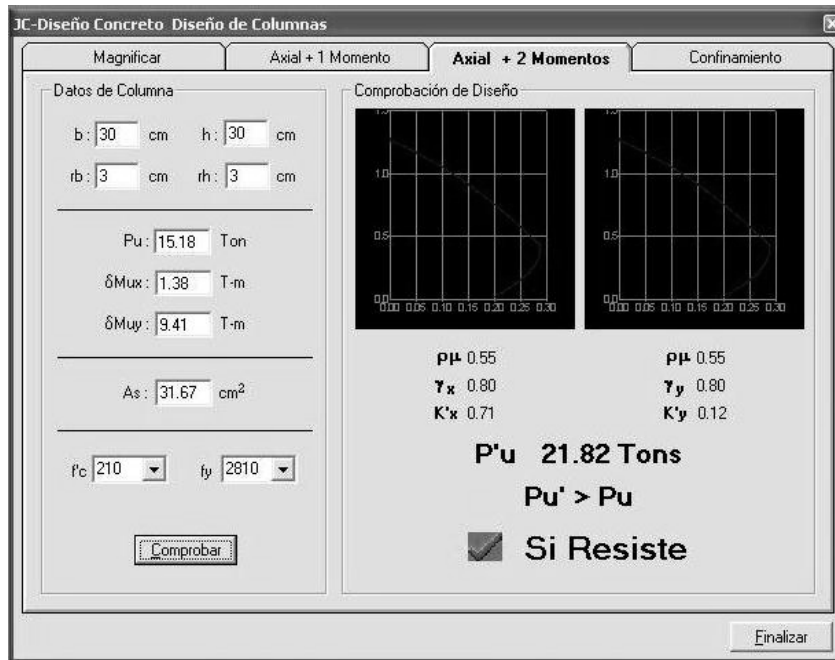 JC-Diseño Concreto Diseño de Columnas
Magnificar
Axial + 1 Momento
Axial + 2 Momentos
Confinamiento
Datos de Columna
b: 30 cm h: 30 cm
rb: 3 cm rh: 3 cm
Pu: 15.18 Ton
δMux: 1.38 T-m
δMuy: 9.41 T-m
As: 31.67 cm²
f'c 210 fy 2810
Comprobar
Comprobación de Diseño
1.5
1.0
0.5
0.0
0.00 0.05 0.10 0.15 0.20 0.25 0.30
1.5
1.0
0.5
0.0
0.00 0.05 0.10 0.15 0.20 0.25 0.30
ρμ 0.55
γx 0.80
K'x 0.71
ρμ 0.55
γy 0.80
K'y 0.12
P'u 21.82 Tons
Pu' > Pu
Si Resiste
Finalizar